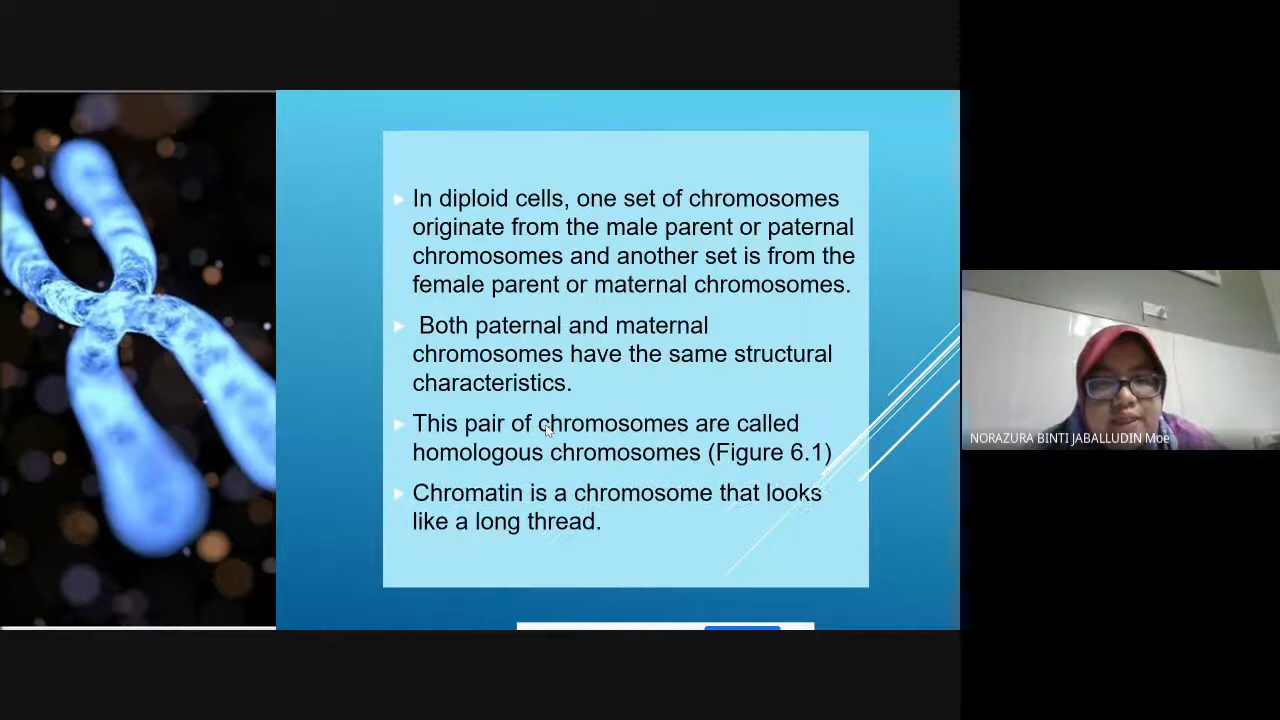 In diploid cells, one set of chromosomes
originate from the male parent or paternal
chromosomes and another set is from the
female parent or maternal chromosomes.
Both paternal and maternal
chromosomes have the same structural
characteristics.
This pair of chromosomes are called
homologous chromosomes (Figure 6.1)
Chromatin is a chromosome that looks
like a long thread.
NORAZURA BINTI JABALLUDIN Moe